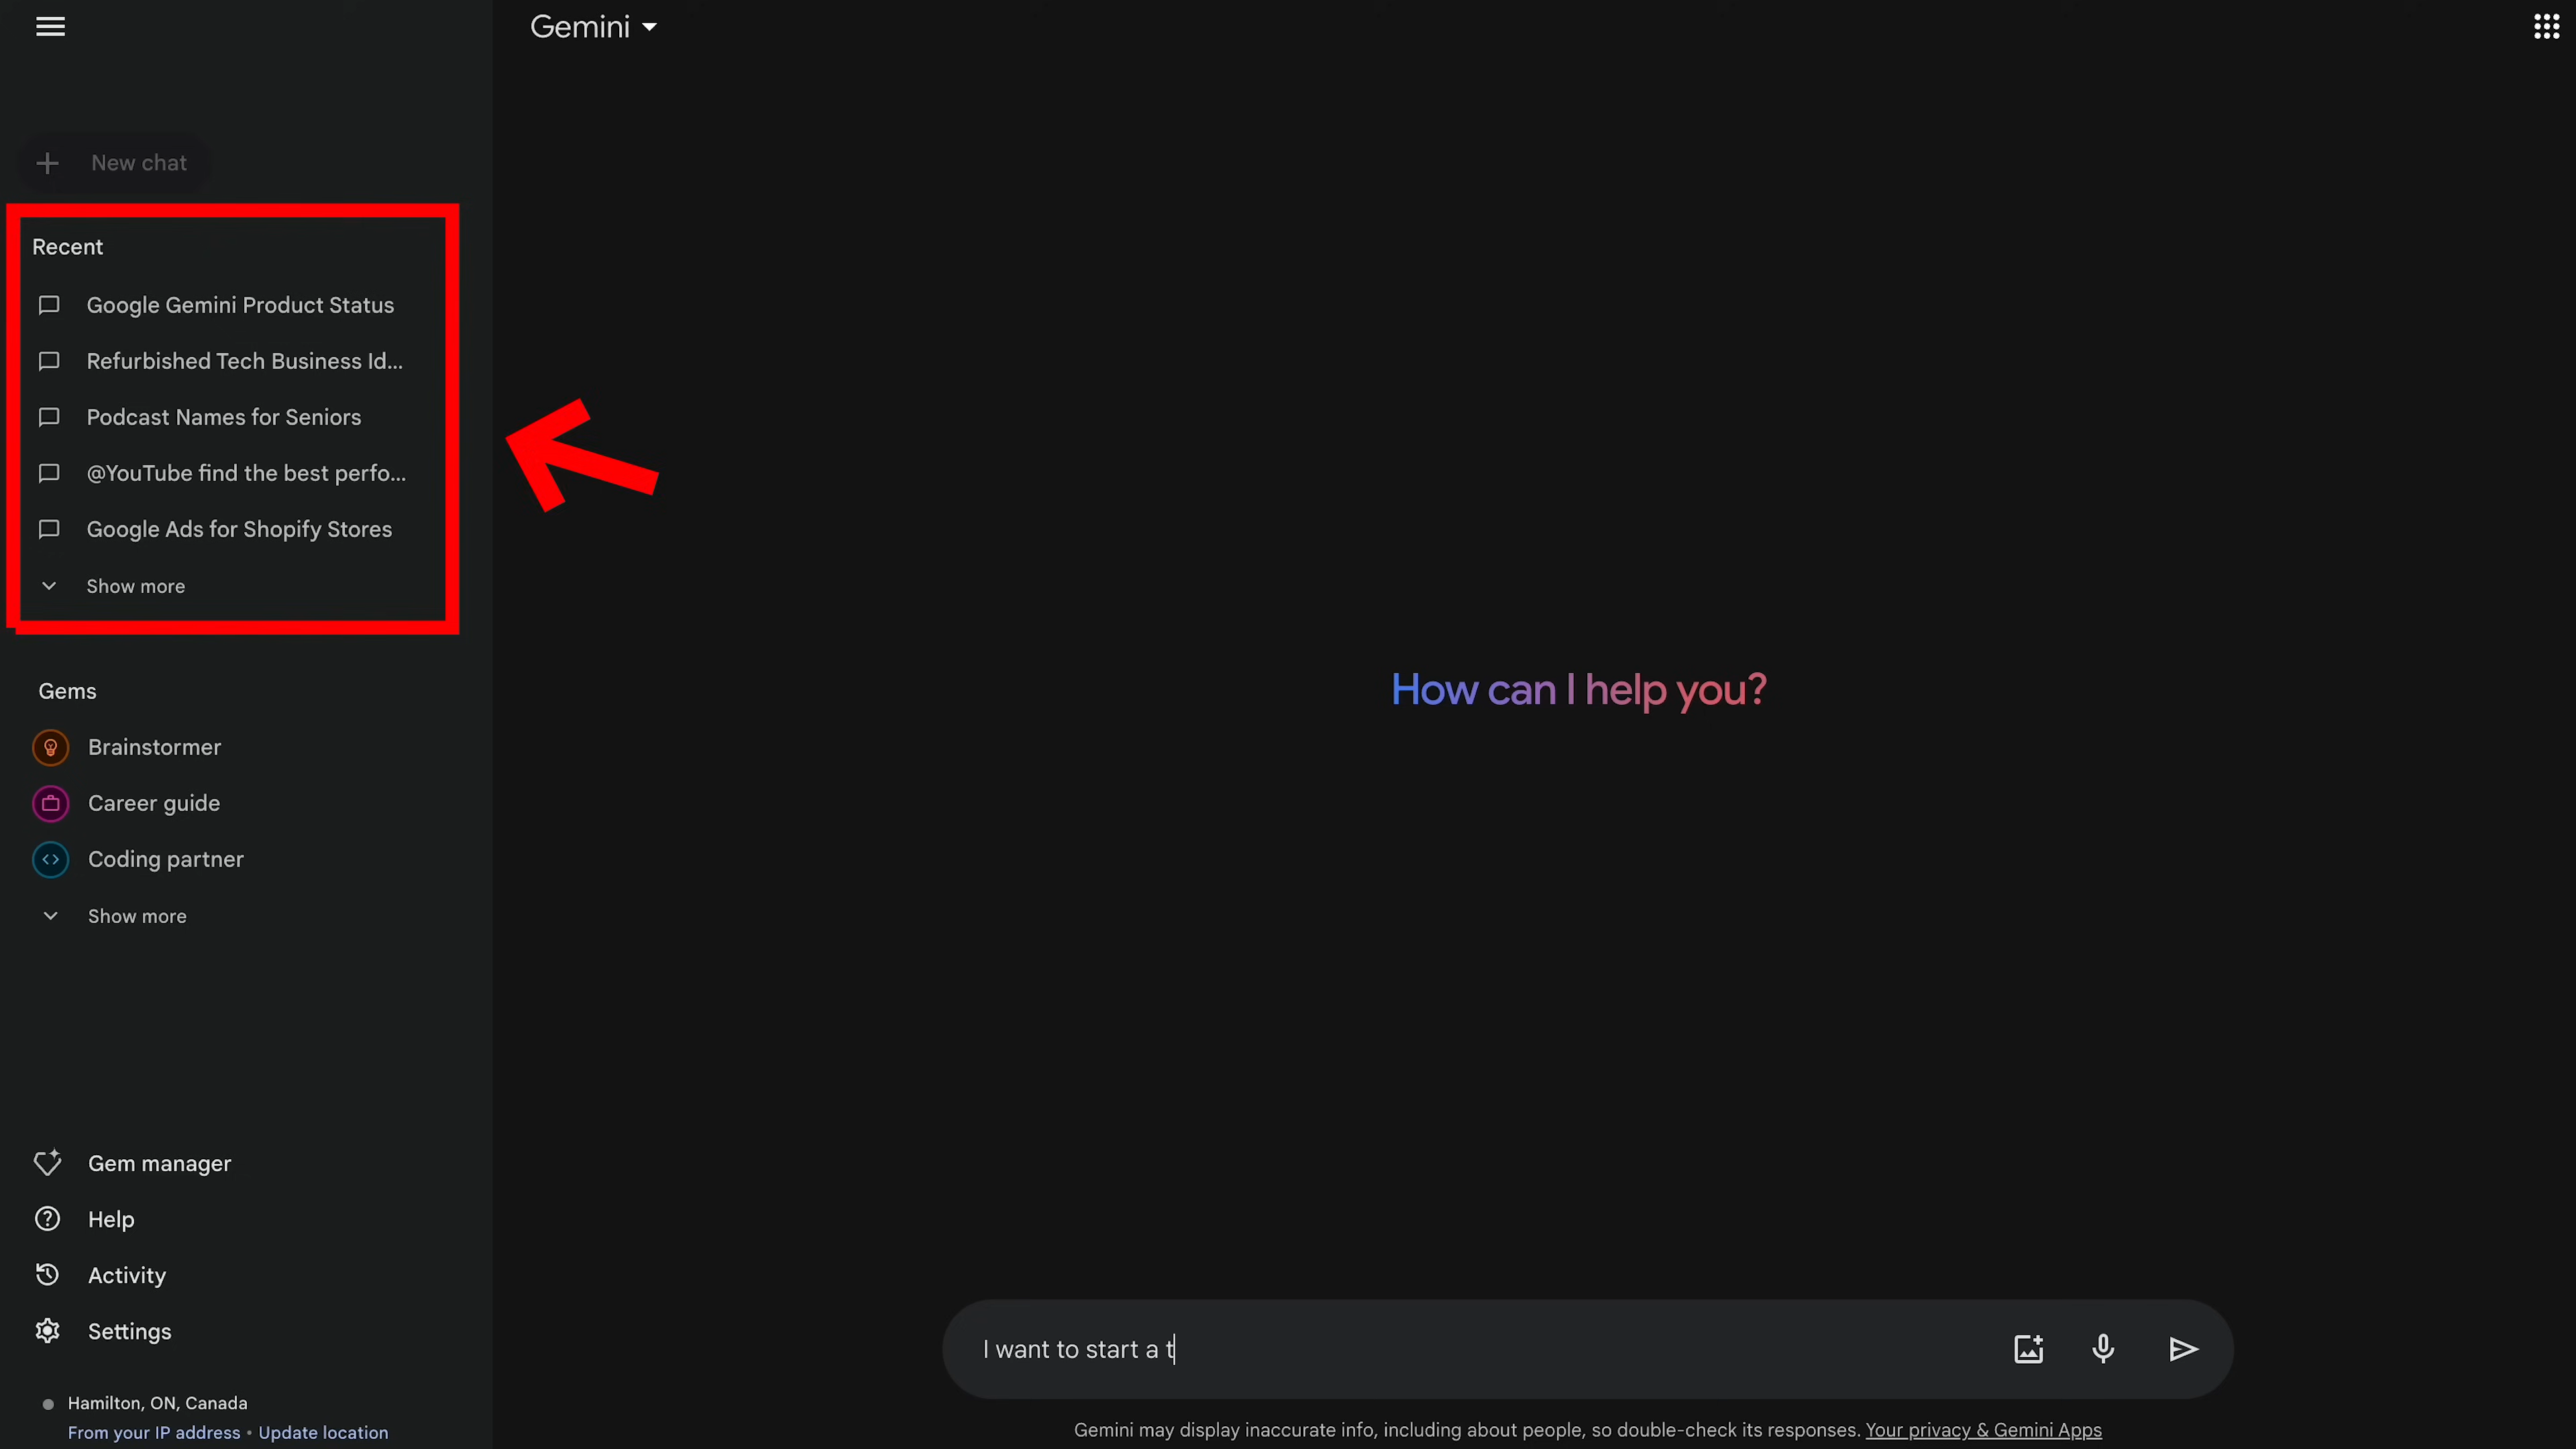 Gemini
New chat
Recent
Google Gemini Product Status
Refurbished Tech Business Id...
Podcast Names for Seniors
@YouTube find the best perfo...
Google Ads for Shopify Stores
Show more
Gems
Brainstormer
Career guide
Coding partner
Show more
Gem manager
Help
Activity
Settings
Hamilton, ON, Canada
From your IP address • Update location
How can I help you?
I want to start a t
Gemini may display inaccurate info, including about people, so double-check its responses. Your privacy & Gemini Apps